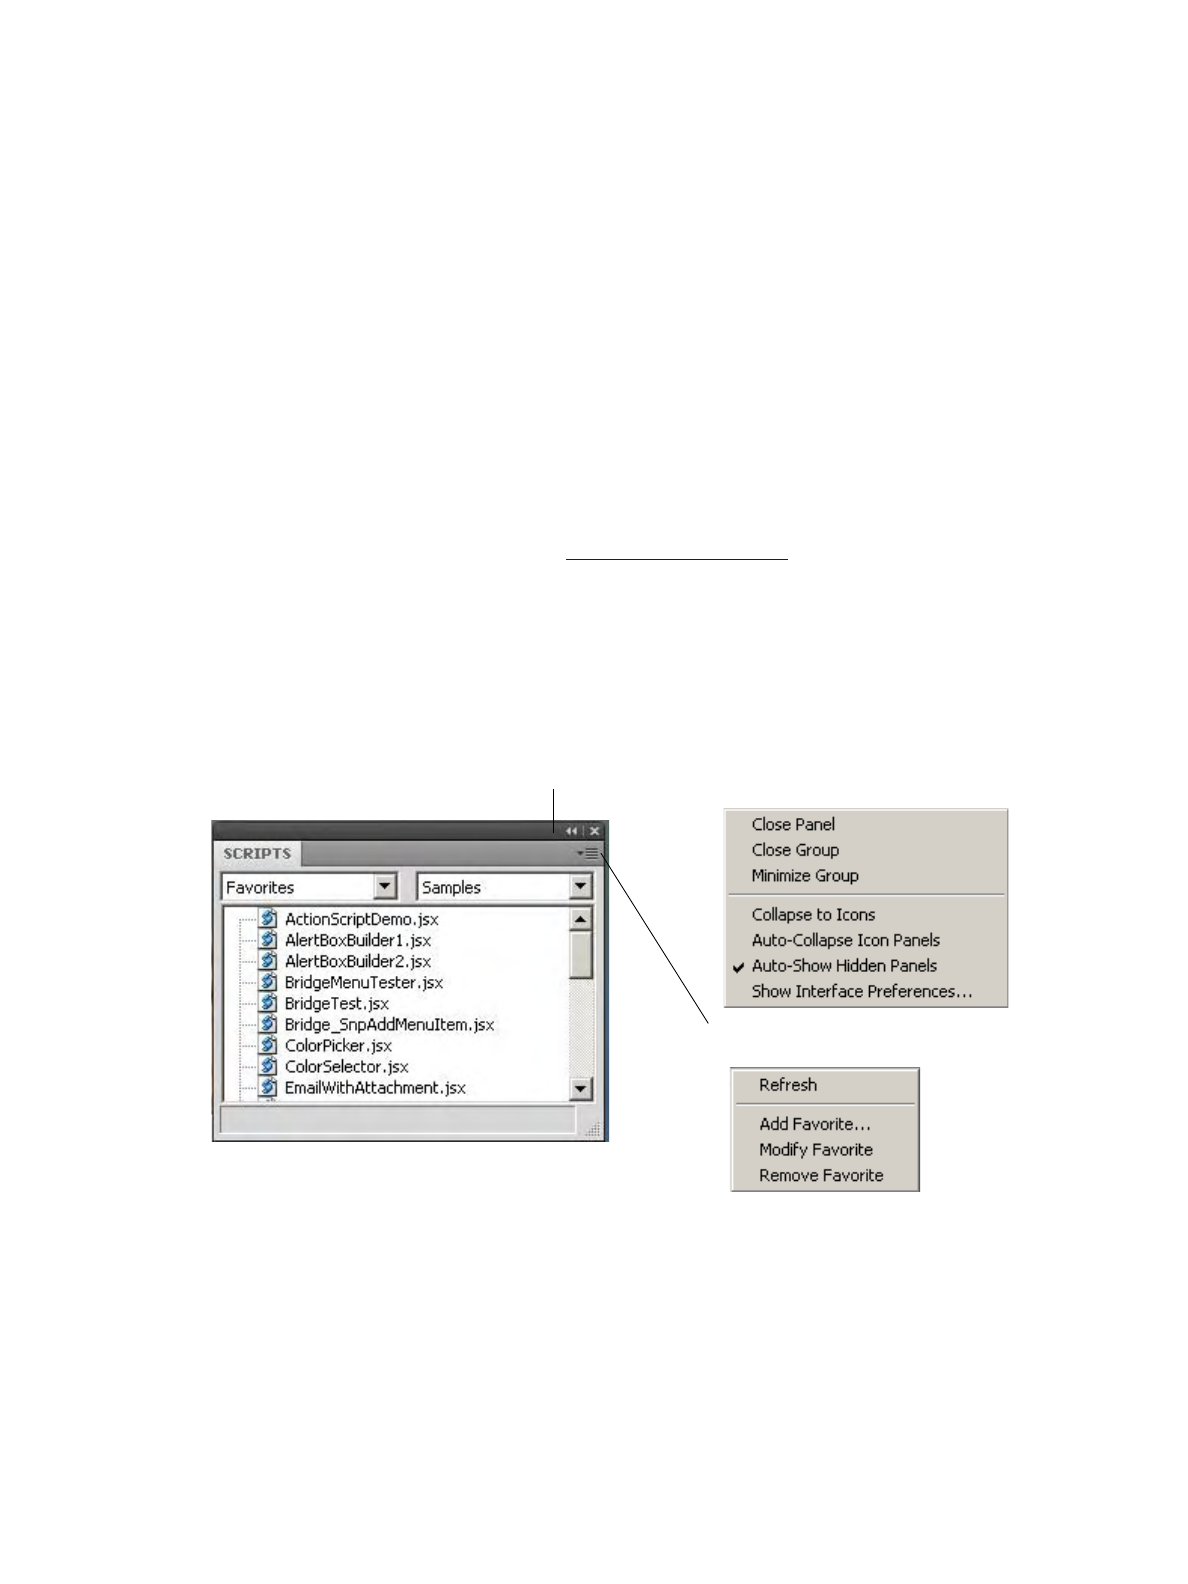 SCRIPTS
Favorites
Samples
ActionScriptDemo.jsx
AlertBoxBuilder1.jsx
AlertBoxBuilder2.jsx
BridgeMenuTester.jsx
BridgeTest.jsx
Bridge_SnpAddMenuItem.jsx
ColorPicker.jsx
ColorSelector.jsx
EmailWithAttachment.jsx
Close Panel
Close Group
Minimize Group
Collapse to Icons
Auto-Collapse Icon Panels
Auto-Show Hidden Panels
Show Interface Preferences...
Refresh
Add Favorite...
Modify Favorite
Remove Favorite